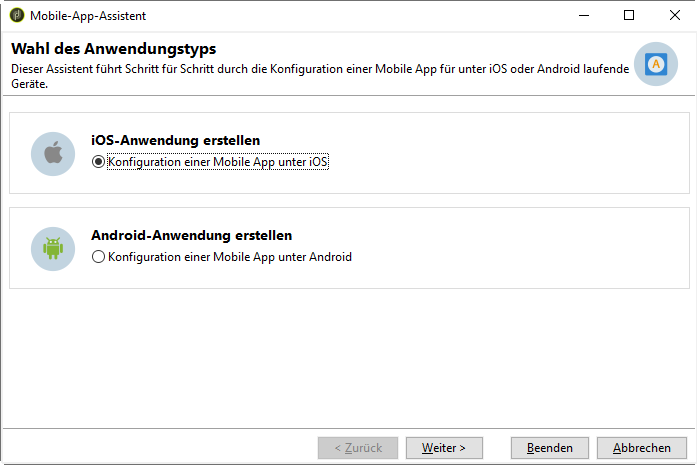 Mobile-App-Assistent
Wahl des Anwendungstyps
Dieser Assistent führt Schritt für Schritt durch die Konfiguration einer Mobile App für unter iOS oder Android laufende
Geräte.
A
iOS-Anwendung erstellen
Konfiguration einer Mobile App unter iOS
Android-Anwendung erstellen
Konfiguration einer Mobile App unter Android
< Zurück
Weiter >
Beenden
Abbrechen